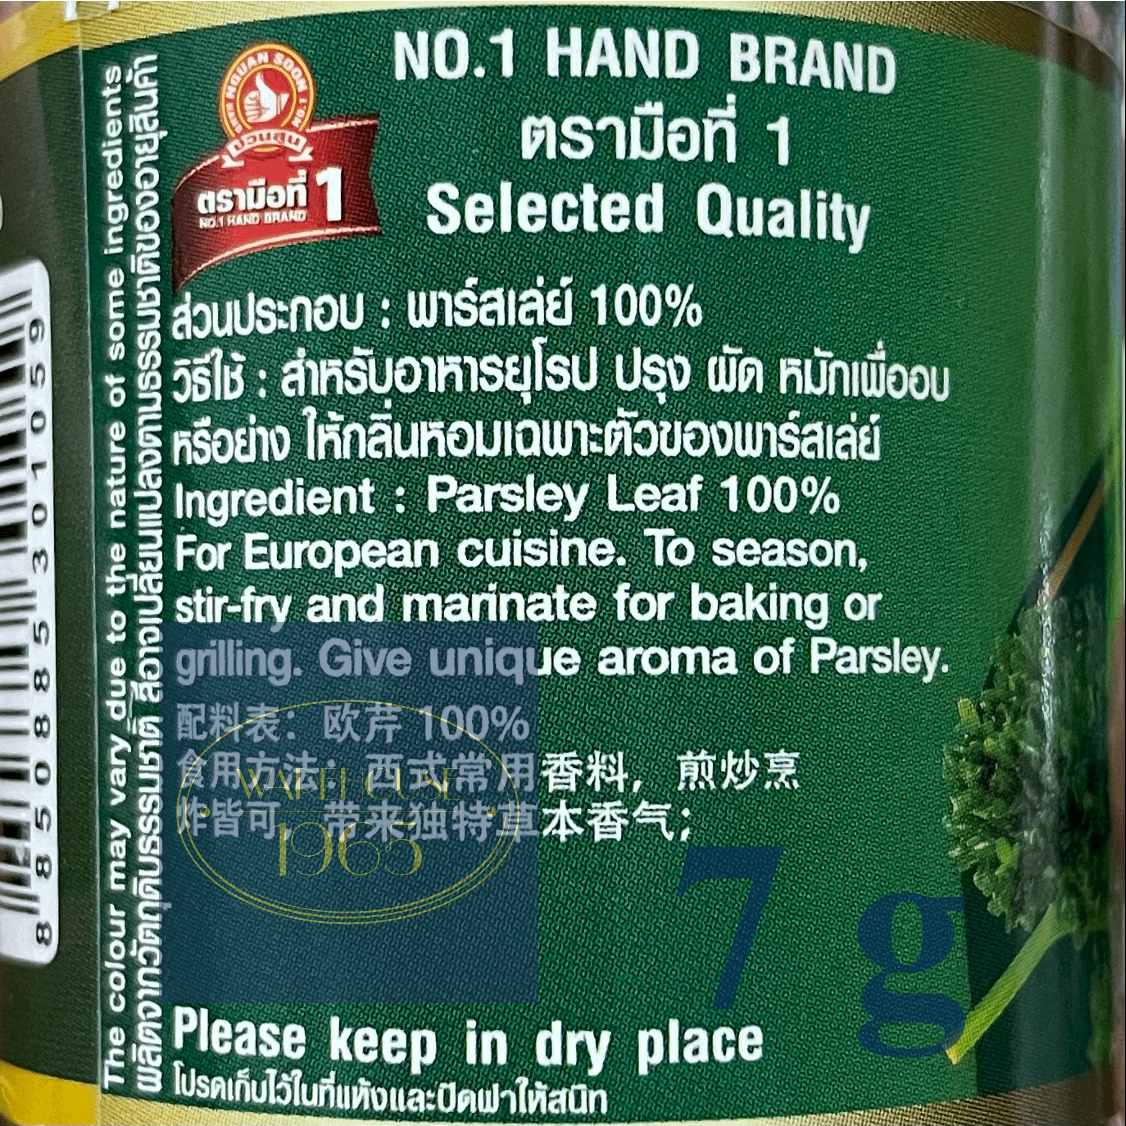 NO.1 HAND BRAND
ตรามือที่ 1
Selected Quality
NGUAN SOON
ง่วนสูน
ตรามือที่ 1
NO.1 HAND BRAND
ส่วนประกอบ : พาร์สเล่ย์ 100%
วิธีใช้ : สำหรับอาหารยุโรป ปรุง ผัด หมักเพื่ออบ
หรือย่าง ให้กลิ่นหอมเฉพาะตัวของพาร์สเล่ย์
Ingredient : Parsley Leaf 100%
For European cuisine. To season,
stir-fry and marinate for baking or
grilling. Give unique aroma of Parsley.
配料表：欧芹 100%
食用方法：西式常用香料，煎炒烹
炸皆可，带来独特草本香气；
WAREHOUSE
1965
7 g
Please keep in dry place
โปรดเก็บไว้ในที่แห้งและปิดฝาให้สนิท
The colour may vary due to the nature of some ingredients
ผลิตจากวัตถุดิบธรรมชาติ สีอาจเปลี่ยนแปลงตามธรรมชาติของอายุสินค้า
8 850885 301059